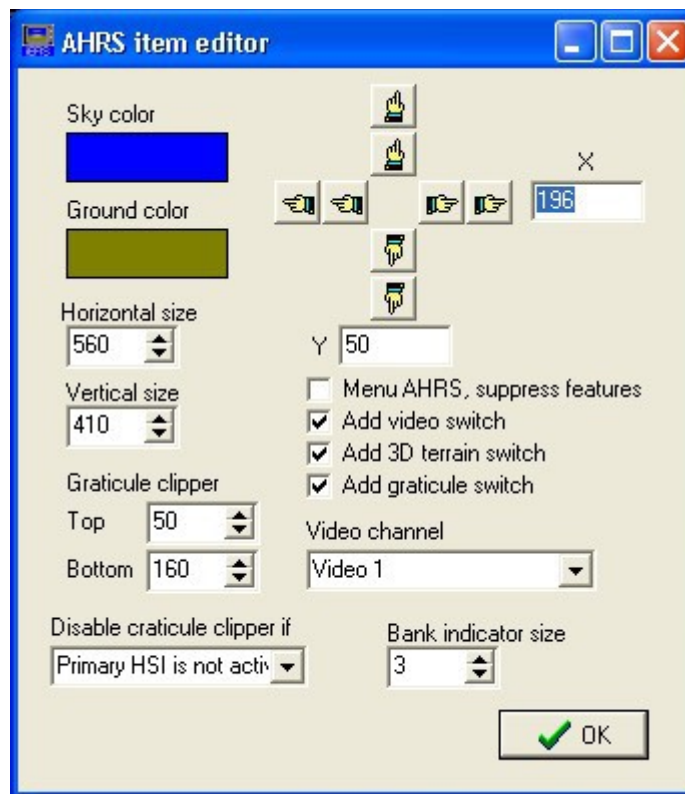 AHRS item editor
Sky color
X
196
Ground color
Horizontal size
560
Y 50
Vertical size
410
Menu AHRS, suppress features
Add video switch
Add 3D terrain switch
Add graticule switch
Graticule clipper
Top 50
Bottom 160
Video channel
Video 1
Disable craticule clipper if
Primary HSI is not activ
Bank indicator size
3
OK